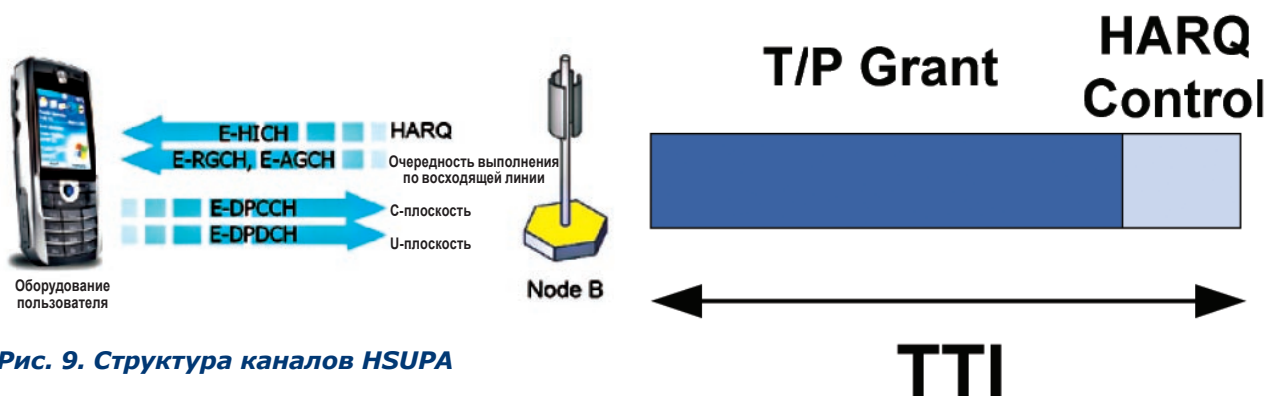 E-HICH
HARQ
E-RGCH, E-AGCH
Очередность выполнения
по восходящей линии
E-DPCCH
С-плоскость
E-DPDCH
U-плоскость
Оборудование
пользователя
Node B
Рис. 9. Структура каналов HSUPA
T/P Grant
HARQ
Control
TTI